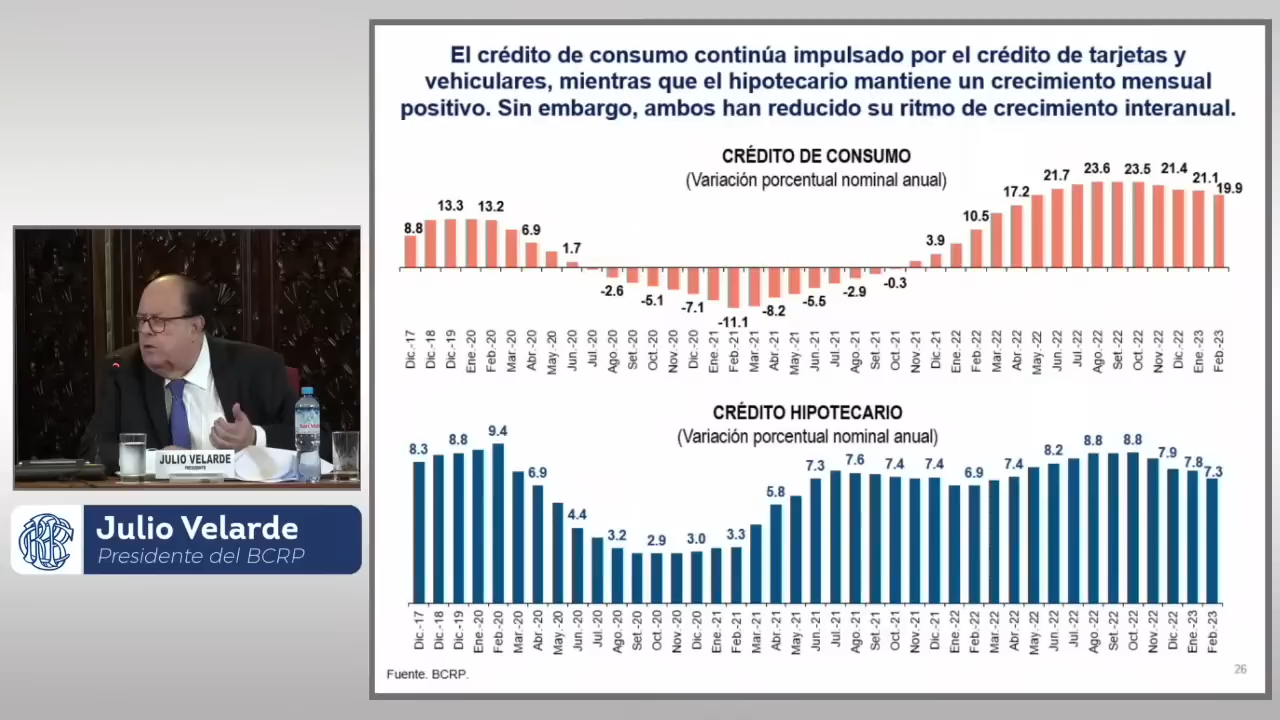 El crédito de consumo continúa impulsado por el crédito de tarjetas y
vehiculares, mientras que el hipotecario mantiene un crecimiento mensual
positivo. Sin embargo, ambos han reducido su ritmo de crecimiento interanual.
CRÉDITO DE CONSUMO
(Variación porcentual nominal anual)
8.8 13.3 13.2 6.9 1.7 -2.6 -5.1 -7.1 -11.1 -8.2 -5.5 -2.9 -0.3 3.9 10.5 17.2 21.7 23.6 23.5 21.4 21.1 19.9
Dic.-17 Dic.-18 Dic.-19 Ene.-20 Feb.-20 Mar.-20 Abr.-20 May.-20 Jun.-20 Jul.-20 Ago.-20 Set.-20 Oct.-20 Nov.-20 Dic.-20 Ene.-21 Feb.-21 Mar.-21 Abr.-21 May.-21 Jun.-21 Jul.-21 Ago.-21 Set.-21 Oct.-21 Nov.-21 Dic.-21 Ene.-22 Feb.-22 Mar.-22 Abr.-22 May.-22 Jun.-22 Jul.-22 Ago.-22 Set.-22 Oct.-22 Nov.-22 Dic.-22 Ene.-23 Feb.-23
CRÉDITO HIPOTECARIO
(Variación porcentual nominal anual)
8.3 8.8 9.4 6.9 4.4 3.2 2.9 3.0 3.3 5.8 7.3 7.6 7.4 7.4 6.9 7.4 8.2 8.8 8.8 7.9 7.8 7.3
Dic.-17 Dic.-18 Dic.-19 Ene.-20 Feb.-20 Mar.-20 Abr.-20 May.-20 Jun.-20 Jul.-20 Ago.-20 Set.-20 Oct.-20 Nov.-20 Dic.-20 Ene.-21 Feb.-21 Mar.-21 Abr.-21 May.-21 Jun.-21 Jul.-21 Ago.-21 Set.-21 Oct.-21 Nov.-21 Dic.-21 Ene.-22 Feb.-22 Mar.-22 Abr.-22 May.-22 Jun.-22 Jul.-22 Ago.-22 Set.-22 Oct.-22 Nov.-22 Dic.-22 Ene.-23 Feb.-23
Fuente. BCRP.
26
JULIO VELARDE
PRESIDENTE
Julio Velarde
Presidente del BCRP